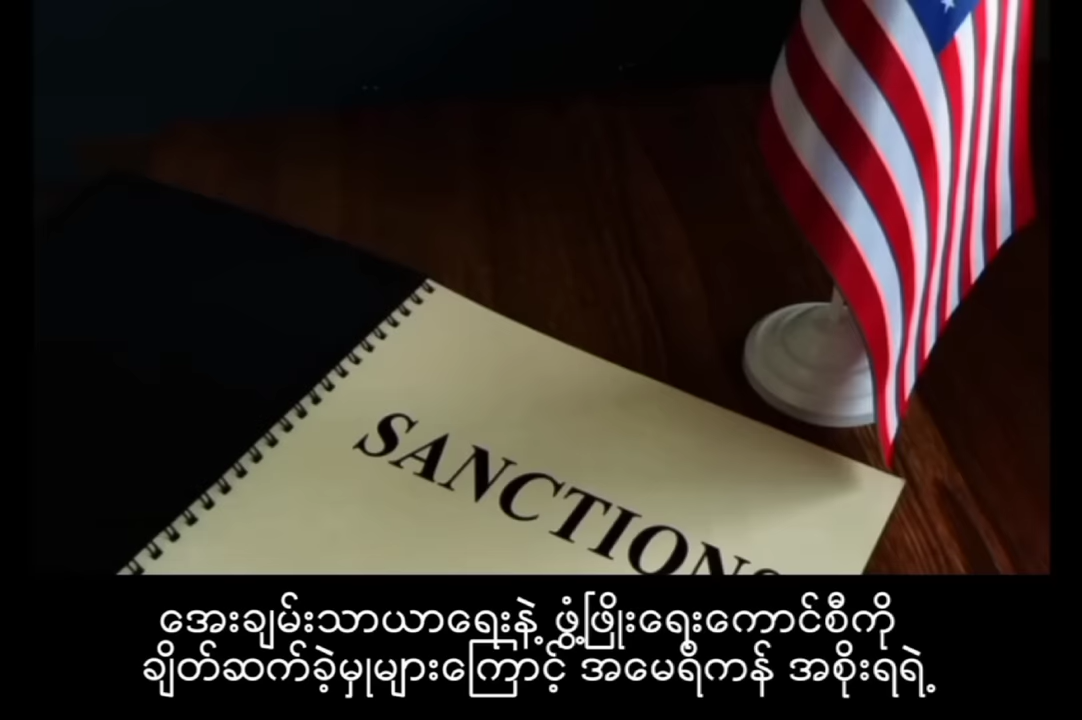 SANCTIONS
အေးချမ်းသာယာရေးနဲ့ ဖွံ့ဖြိုးရေးကောင်စီကို
ချိတ်ဆက်ခဲ့မှုများကြောင့် အမေရိကန် အစိုးရရဲ့